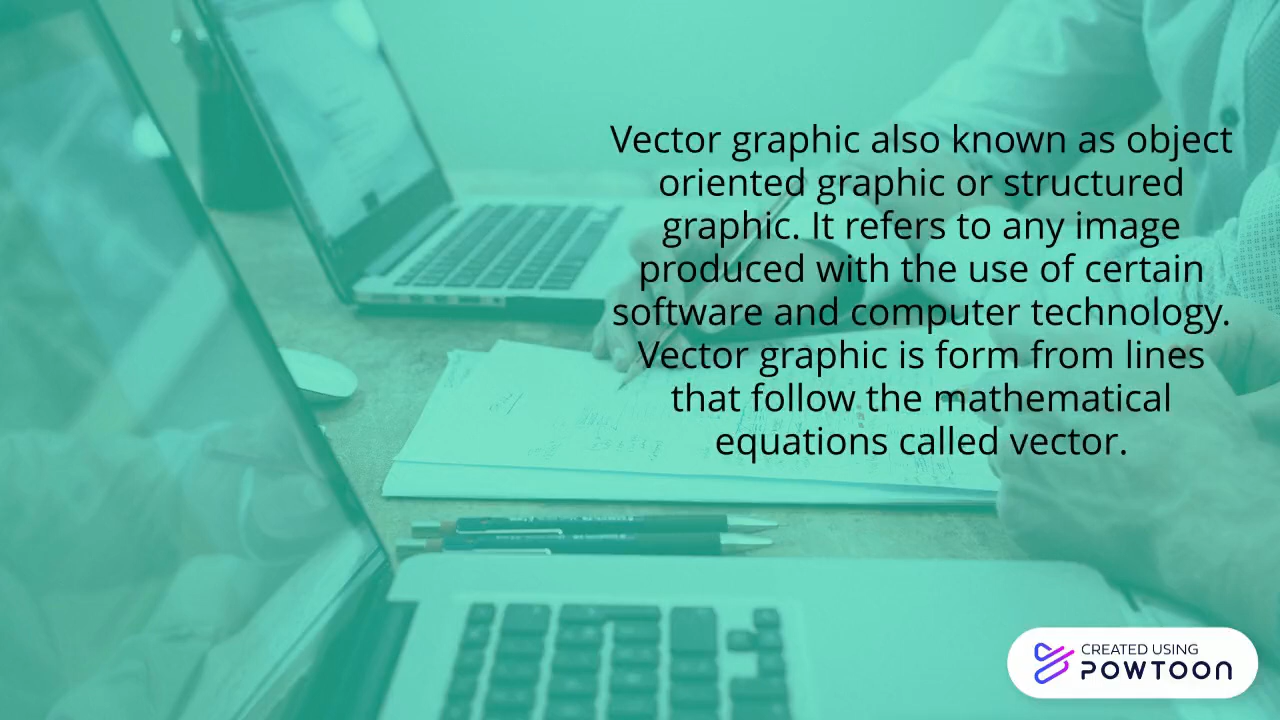 Vector graphic also known as object
oriented graphic or structured
graphic. It refers to any image
produced with the use of certain
software and computer technology.
Vector graphic is form from lines
that follow the mathematical
equations called vector.
CREATED USING
POWTOON